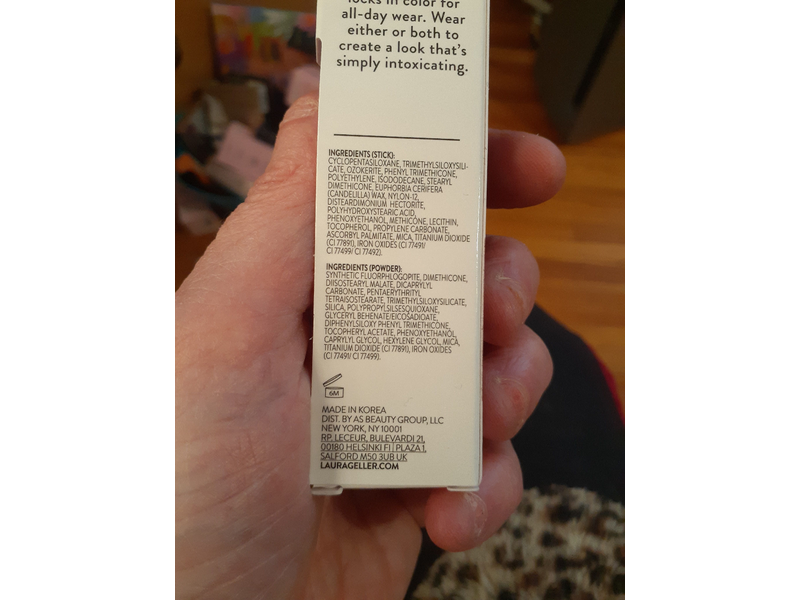 locks in color for
all-day wear. Wear
either or both to
create a look that's
simply intoxicating.
INGREDIENTS (STICK):
CYCLOPENTASILOXANE, TRIMETHYLSILOXYSILI-
CATE, OZOKERITE, PHENYL TRIMETHICONE,
POLYETHYLENE, ISODODECANE, STEARYL
DIMETHICONE, EUPHORBIA CERIFERA
(CANDELILLA) WAX, NYLON-12,
DISTEARDIMONIUM HECTORITE,
POLYHYDROXYSTEARIC ACID,
PHENOXYETHANOL, METHICONE, LECITHIN,
TOCOPHEROL, PROPYLENE CARBONATE,
ASCORBYL PALMITATE, MICA, TITANIUM DIOXIDE
(CI 77891), IRON OXIDES (CI 77491/
CI 77499/ CI 77492).
INGREDIENTS (POWDER):
SYNTHETIC FLUORPHLOGOPITE, DIMETHICONE,
DIISOSTEARYL MALATE, DICAPRYLYL
CARBONATE, PENTAERYTHRITYL
TETRAISOSTEARATE, TRIMETHYLSILOXYSILICATE,
SILICA, POLYPROPYLSILSESQUIOXANE,
GLYCERYL BEHENATE/EICOSADIOATE,
DIPHENYLSILOXY PHENYL TRIMETHICONE,
TOCOPHERYL ACETATE, PHENOXYETHANOL,
CAPRYLYL GLYCOL, HEXYLENE GLYCOL, MICA,
TITANIUM DIOXIDE (CI 77891), IRON OXIDES
(CI 77491/ CI 77499).
6M
MADE IN KOREA
DIST. BY AS BEAUTY GROUP, LLC
NEW YORK, NY 10001
RP. LECEUR, BULEVARDI 21,
00180 HELSINKI FI | PLAZA 1,
SALFORD M50 3UB UK
LAURAGELLER.COM